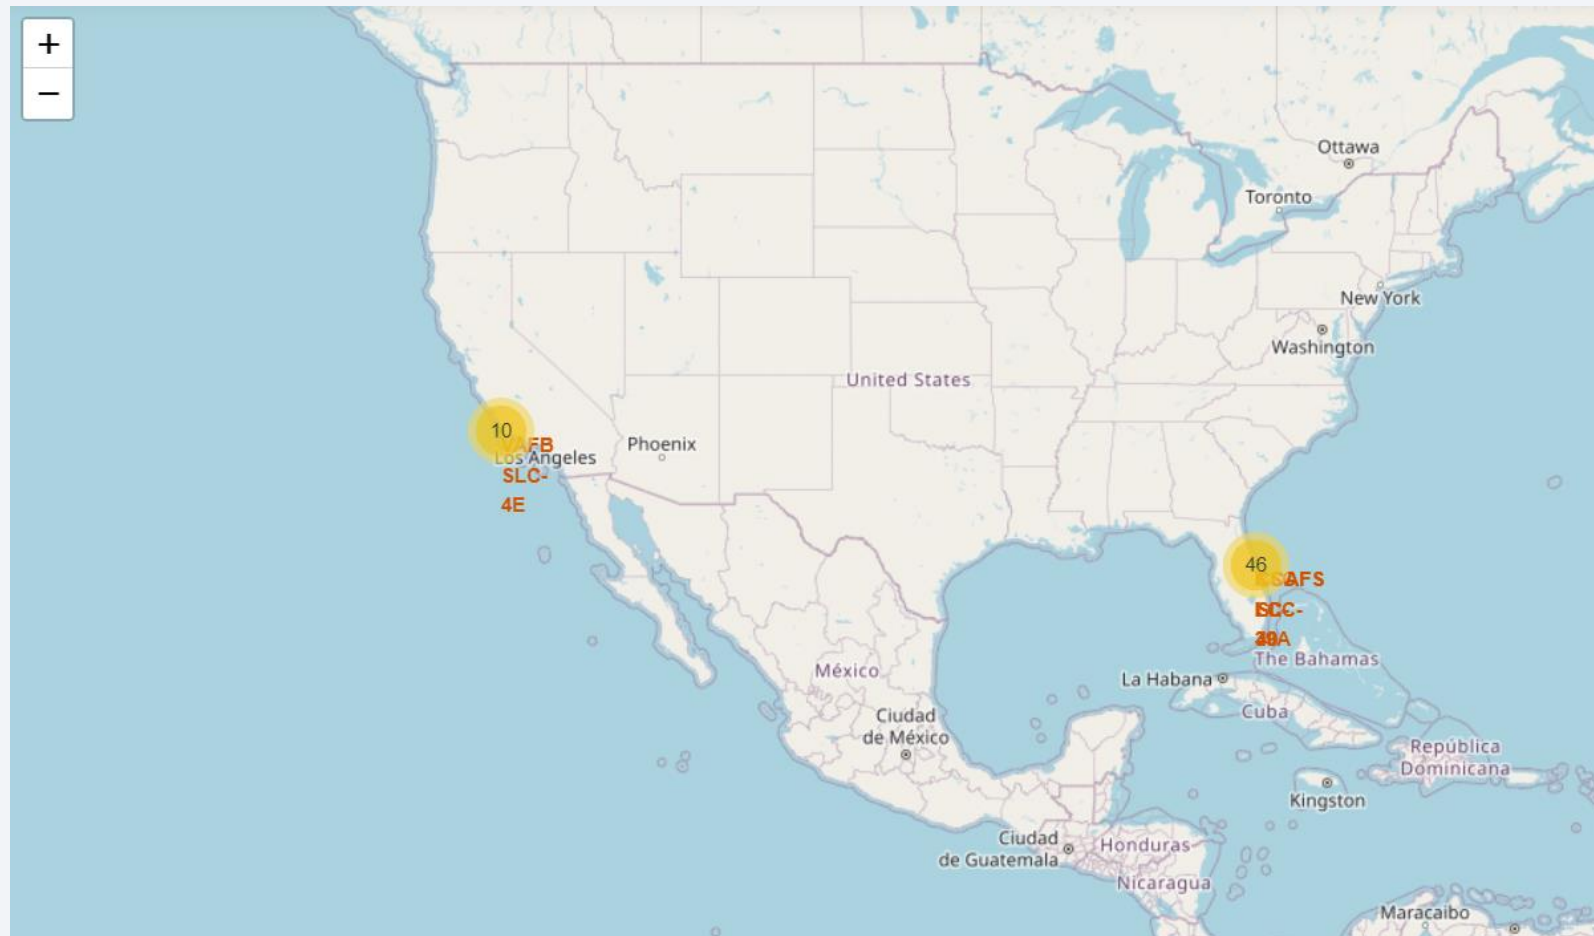 +
−
Ottawa
Toronto
New York
Washington
United States
10
VAFB
Los Angeles
SLC-
4E
Phoenix
46
AFS
The Bahamas
La Habana
México
Cuba
Ciudad
de México
República
Dominicana
Kingston
Ciudad
de Guatemala
Honduras
Nicaragua
Maracaibo